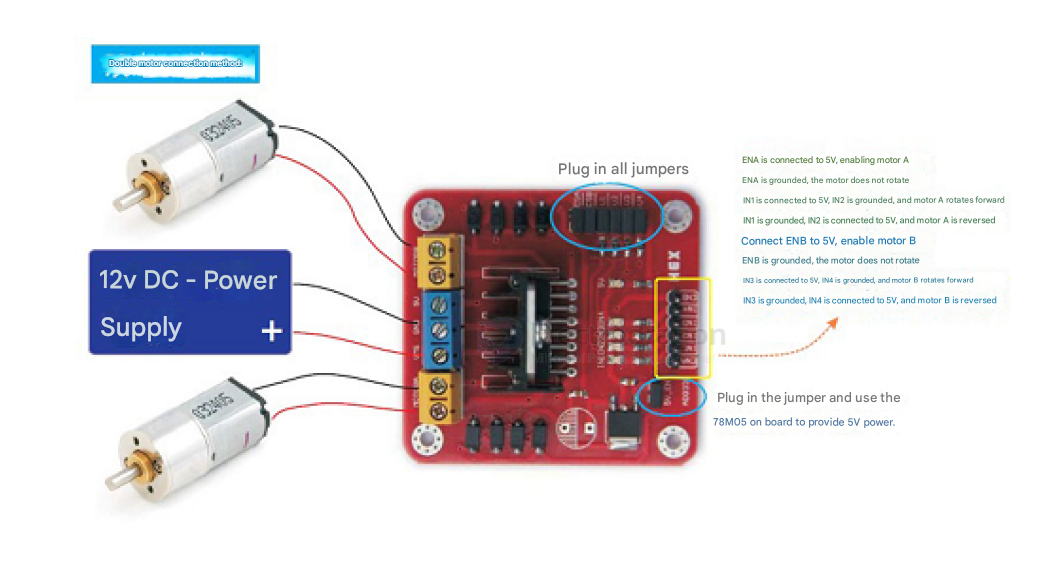 Double motor connection method:
032405
Plug in all jumpers
ENA is connected to 5V, enabling motor A
ENA is grounded, the motor does not rotate
IN1 is connected to 5V, IN2 is grounded, and motor A rotates forward
IN1 is grounded, IN2 is connected to 5V, and motor A is reversed
Connect ENB to 5V, enable motor B
ENB is grounded, the motor does not rotate
IN3 is connected to 5V, IN4 is grounded, and motor B rotates forward
IN3 is grounded, IN4 is connected to 5V, and motor B is reversed
12v DC - Power
Supply
+
5V
Plug in the jumper and use the
78M05 on board to provide 5V power.
032405